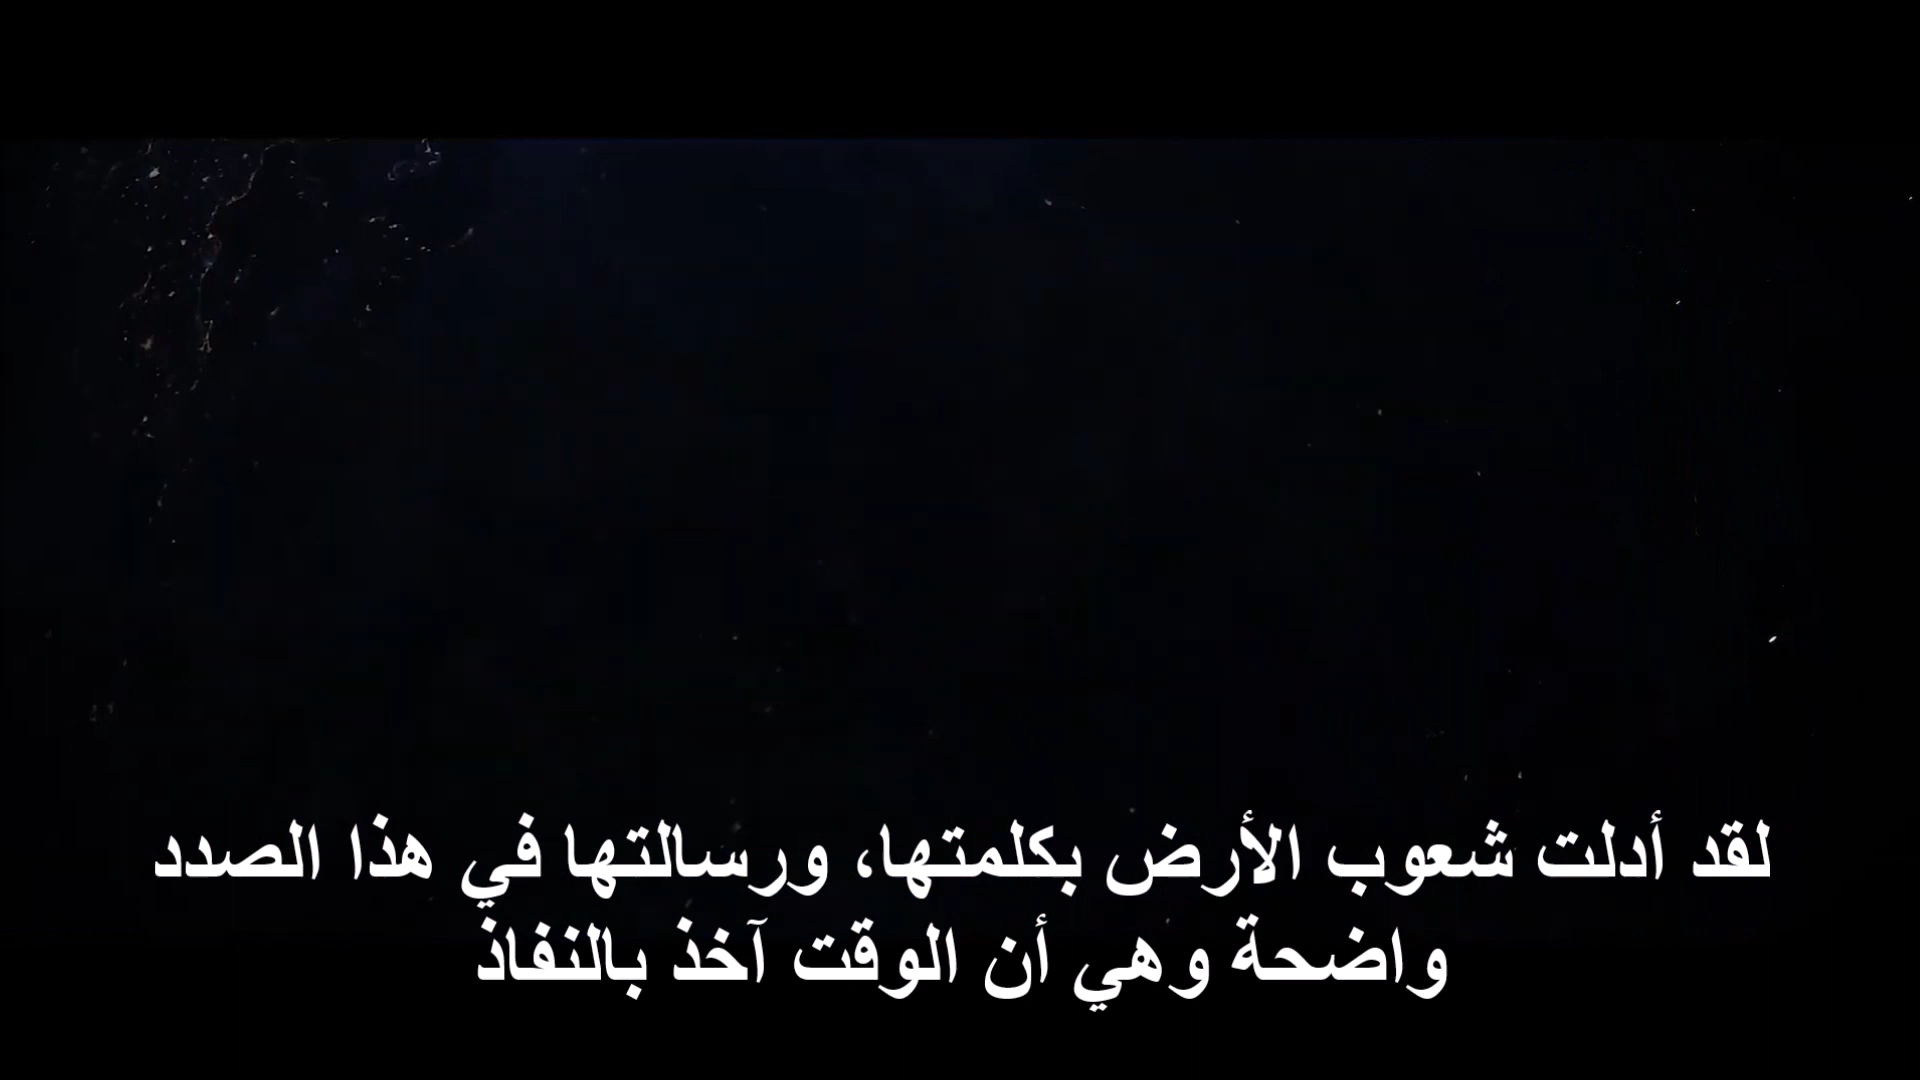 لقد أدلت شعوب الأرض بكلمتها، ورسالتها في هذا الصدد
واضحة وهي أن الوقت آخذ بالنفاذ